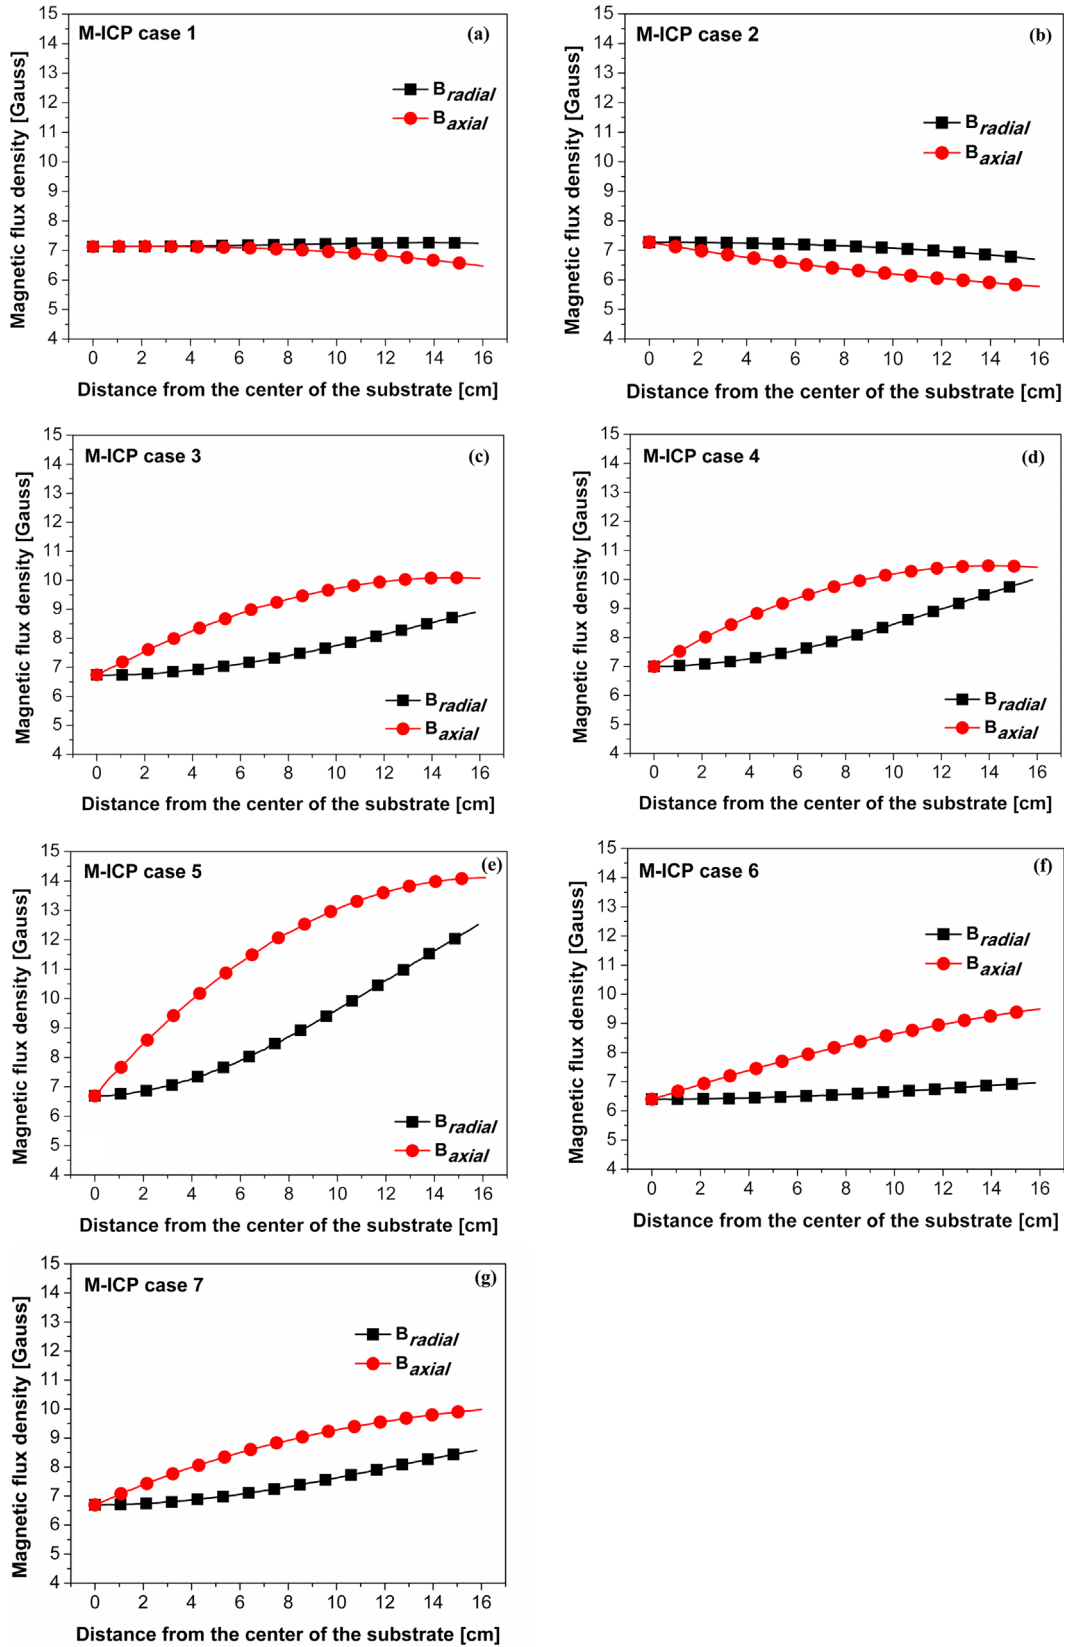 M-ICP case 1
(a)
B radial
B axial
Magnetic flux density [Gauss]
15
14
13
12
11
10
9
8
7
6
5
4
0 2 4 6 8 10 12 14 16
Distance from the center of the substrate [cm]
M-ICP case 2
(b)
B radial
B axial
Magnetic flux density [Gauss]
15
14
13
12
11
10
9
8
7
6
5
4
0 2 4 6 8 10 12 14 16
Distance from the center of the substrate [cm]
M-ICP case 3
(c)
B radial
B axial
Magnetic flux density [Gauss]
15
14
13
12
11
10
9
8
7
6
5
4
0 2 4 6 8 10 12 14 16
Distance from the center of the substrate [cm]
M-ICP case 4
(d)
B radial
B axial
Magnetic flux density [Gauss]
15
14
13
12
11
10
9
8
7
6
5
4
0 2 4 6 8 10 12 14 16
Distance from the center of the substrate [cm]
M-ICP case 5
(e)
B radial
B axial
Magnetic flux density [Gauss]
15
14
13
12
11
10
9
8
7
6
5
4
0 2 4 6 8 10 12 14 16
Distance from the center of the substrate [cm]
M-ICP case 6
(f)
B radial
B axial
Magnetic flux density [Gauss]
15
14
13
12
11
10
9
8
7
6
5
4
0 2 4 6 8 10 12 14 16
Distance from the center of the substrate [cm]
M-ICP case 7
(g)
B radial
B axial
Magnetic flux density [Gauss]
15
14
13
12
11
10
9
8
7
6
5
4
0 2 4 6 8 10 12 14 16
Distance from the center of the substrate [cm]